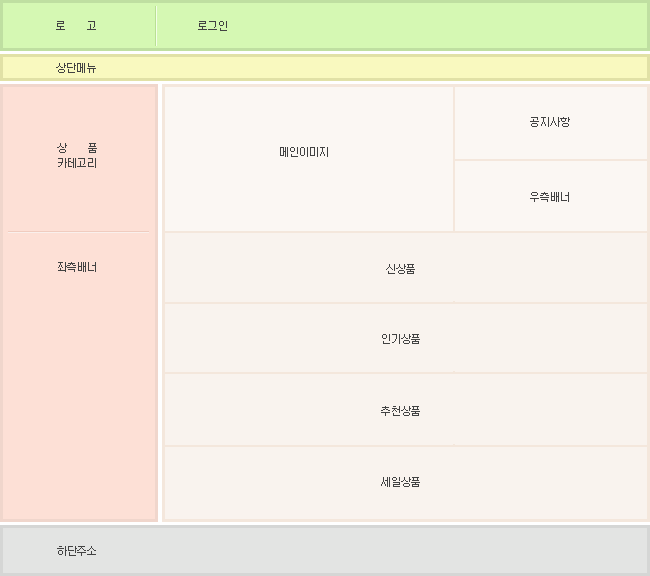 로 고
로그인
상단메뉴
상 품
카테고리
좌측배너
메인이미지
공지사항
우측배너
신상품
인기상품
추천상품
세일상품
하단주소